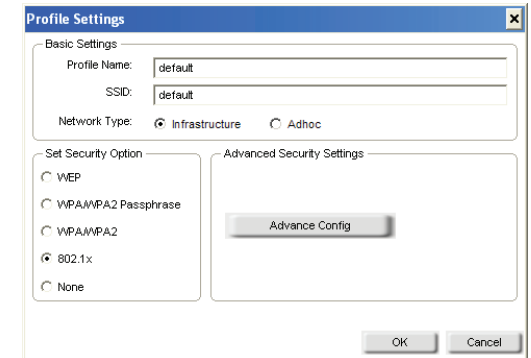 Profile Settings
Basic Settings
Profile Name: default
SSID: default
Network Type: Infrastructure Adhoc
Set Security Option
WEP
WPA/WPA2 Passphrase
WPA/WPA2
802.1x
None
Advanced Security Settings
Advance Config
OK Cancel